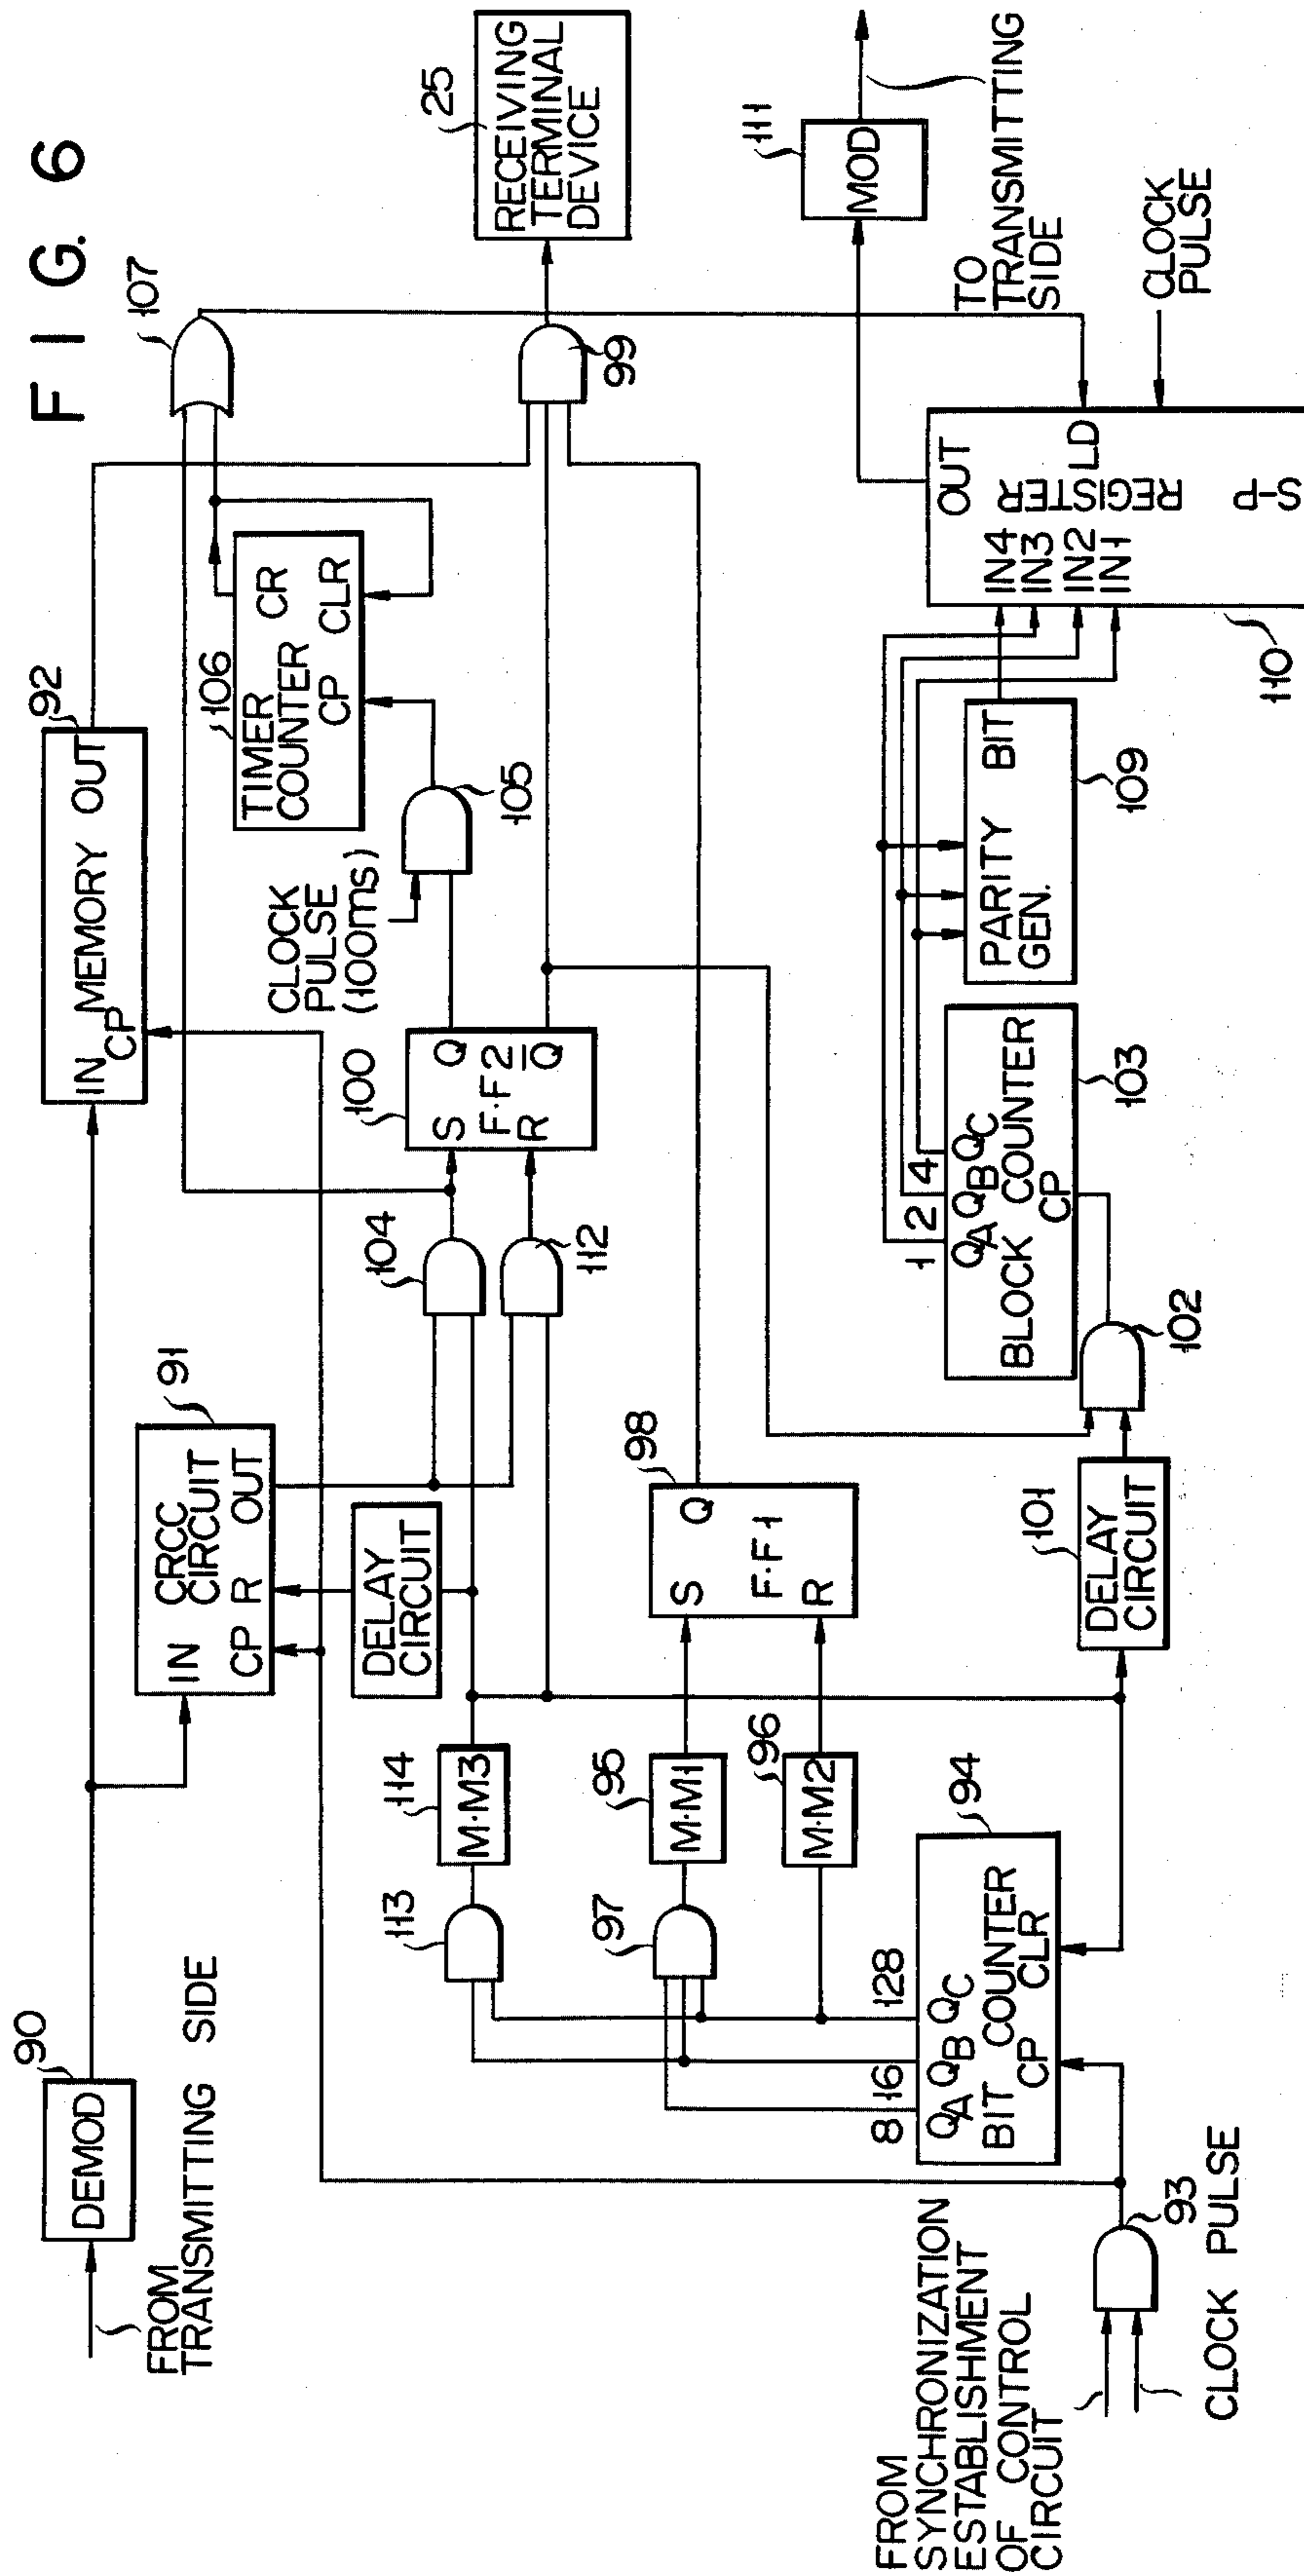 F I G. 6
FROM
TRANSMITTING SIDE
DEMOD
90
IN
CP
MEMORY OUT
92
IN
CRCC
CIRCUIT
CP R OUT
91
DELAY
CIRCUIT
113
M·M3
114
97
M·M1
95
M·M2
96
S
Q
F·F1
R
98
104
112
S
Q
F·F2
R
Q
100
CLOCK
PULSE
(100ms)
105
TIMER
COUNTER
CR
CP CLR
106
107
99
RECEIVING
TERMINAL
DEVICE
25
FROM
SYNCHRONIZATION
ESTABLISHMENT
OF CONTROL
CIRCUIT
CLOCK PULSE
93
8 16 128
QA QB QC
BIT COUNTER
CP CLR
94
DELAY
CIRCUIT
101
102
1 2 4
QA QB QC
BLOCK COUNTER
CP
103
PARITY BIT
GEN.
109
IN4
IN3
IN2
IN1
OUT
LD
S-P
REGISTER
110
CLOCK
PULSE
MOD
111
TO
TRANSMITTING
SIDE